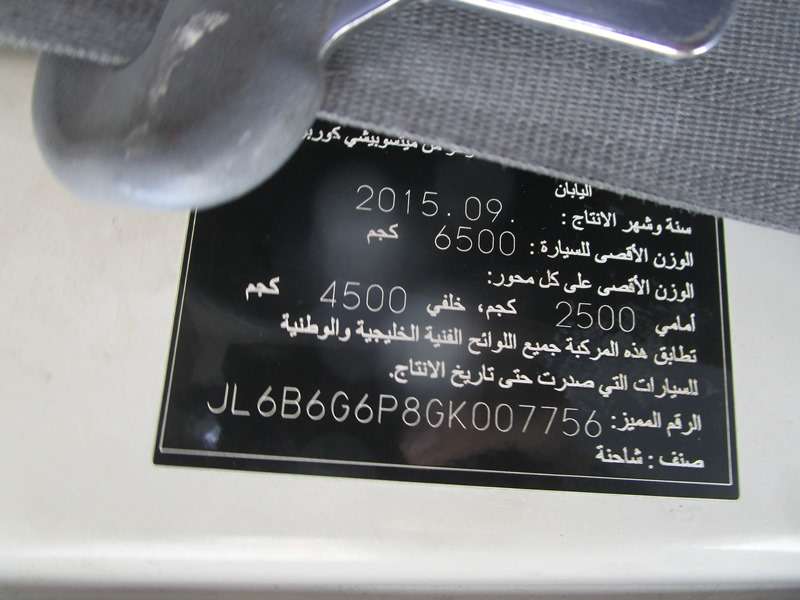 من ميتسوبيشي
اليابان
سنة وشهر الانتاج : 2015.09.
الوزن الأقصى للسيارة : 6500 كجم
الوزن الأقصى على كل محور:
أمامي 2500 كجم، خلفي 4500 كجم
تطابق هذه المركبة جميع اللوائح الفنية الخليجية والوطنية
للسيارات التي صدرت حتى تاريخ الانتاج.
الرقم المميز: JL6B6G6P8GK007756
صنف : شاحنة